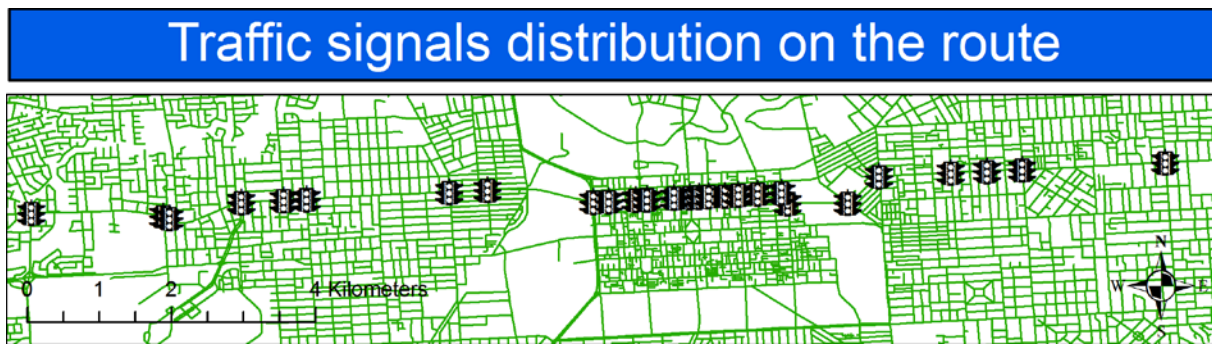 Traffic signals distribution on the route
N
W E
S
0 1 2 4 Kilometers